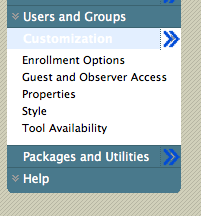 Users and Groups
Customization
Enrollment Options
Guest and Observer Access
Properties
Style
Tool Availability
Packages and Utilities
Help